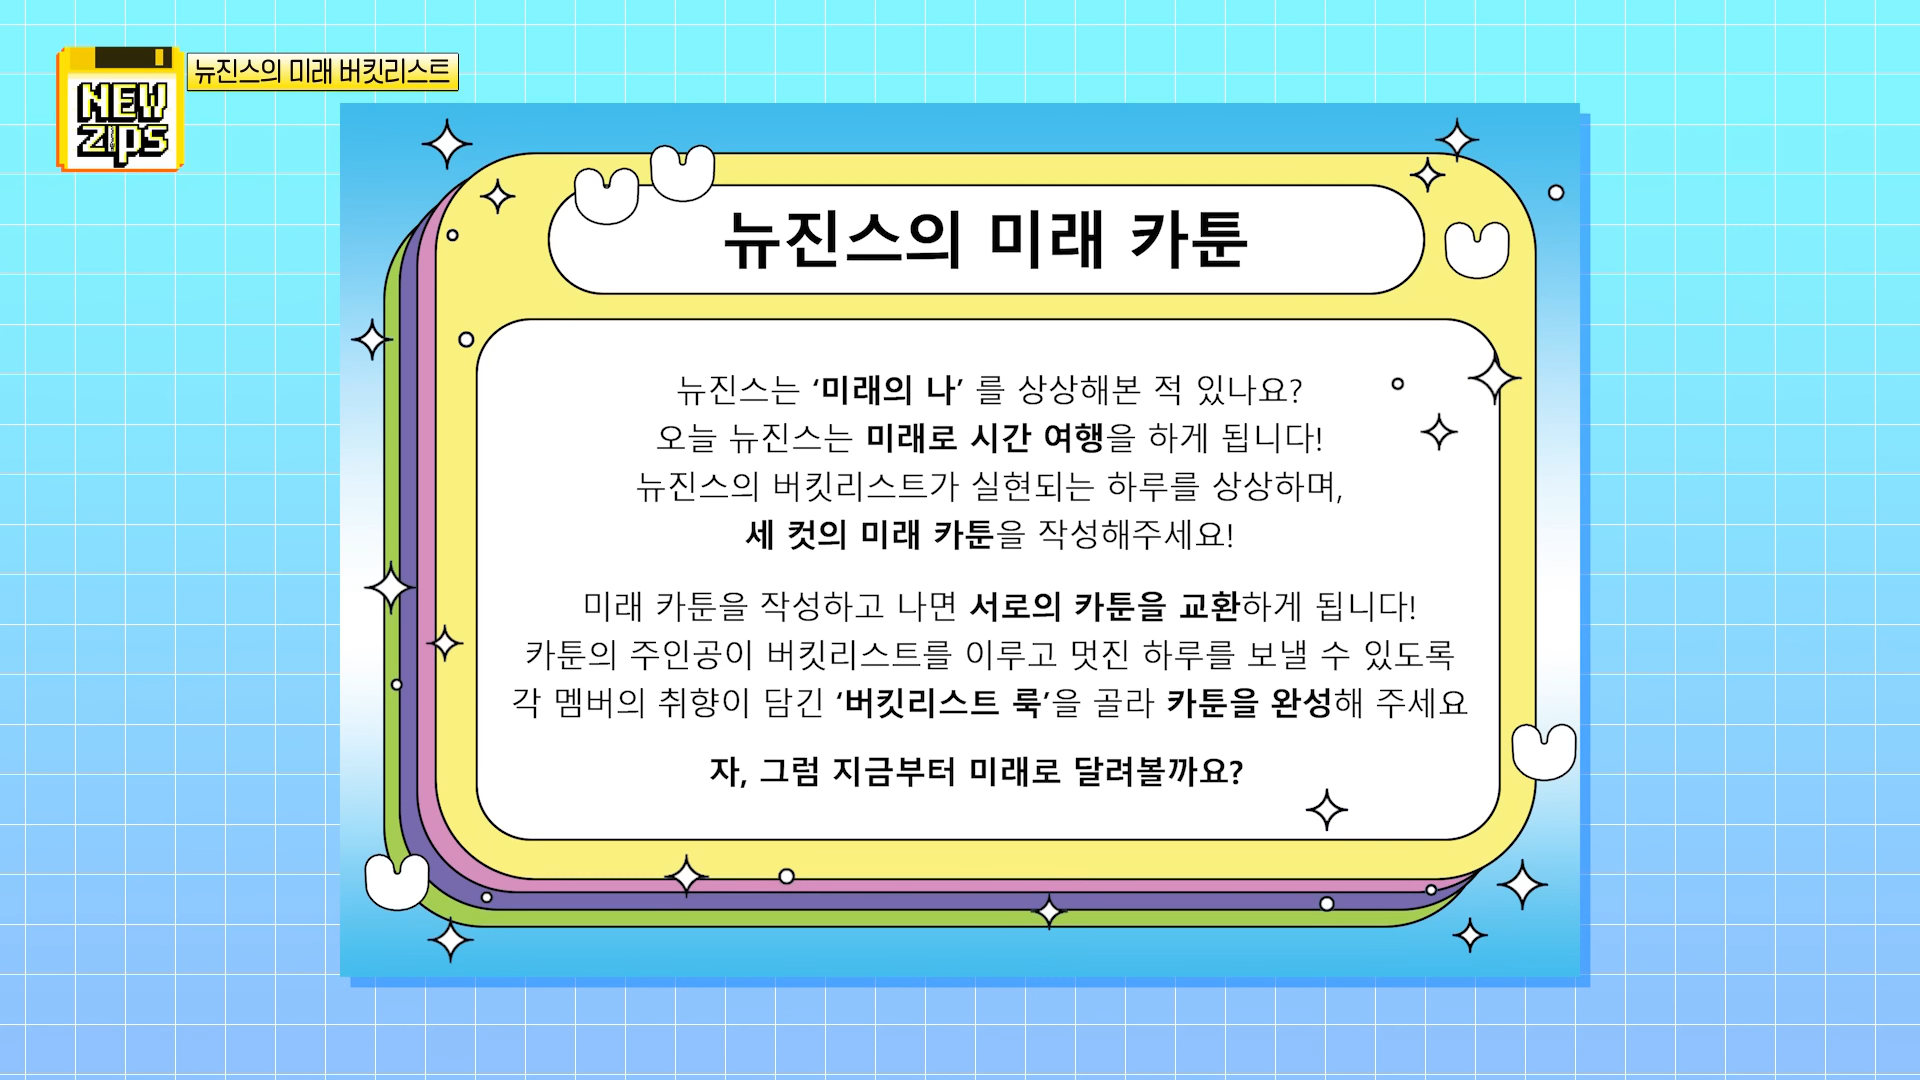 NEW
zips
뉴진스의 미래 버킷리스트
뉴진스의 미래 카툰
뉴진스는 ‘미래의 나’ 를 상상해본 적 있나요?
오늘 뉴진스는 미래로 시간 여행을 하게 됩니다!
뉴진스의 버킷리스트가 실현되는 하루를 상상하며,
세 컷의 미래 카툰을 작성해주세요!
미래 카툰을 작성하고 나면 서로의 카툰을 교환하게 됩니다!
카툰의 주인공이 버킷리스트를 이루고 멋진 하루를 보낼 수 있도록
각 멤버의 취향이 담긴 ‘버킷리스트 룩’을 골라 카툰을 완성해 주세요
자, 그럼 지금부터 미래로 달려볼까요?